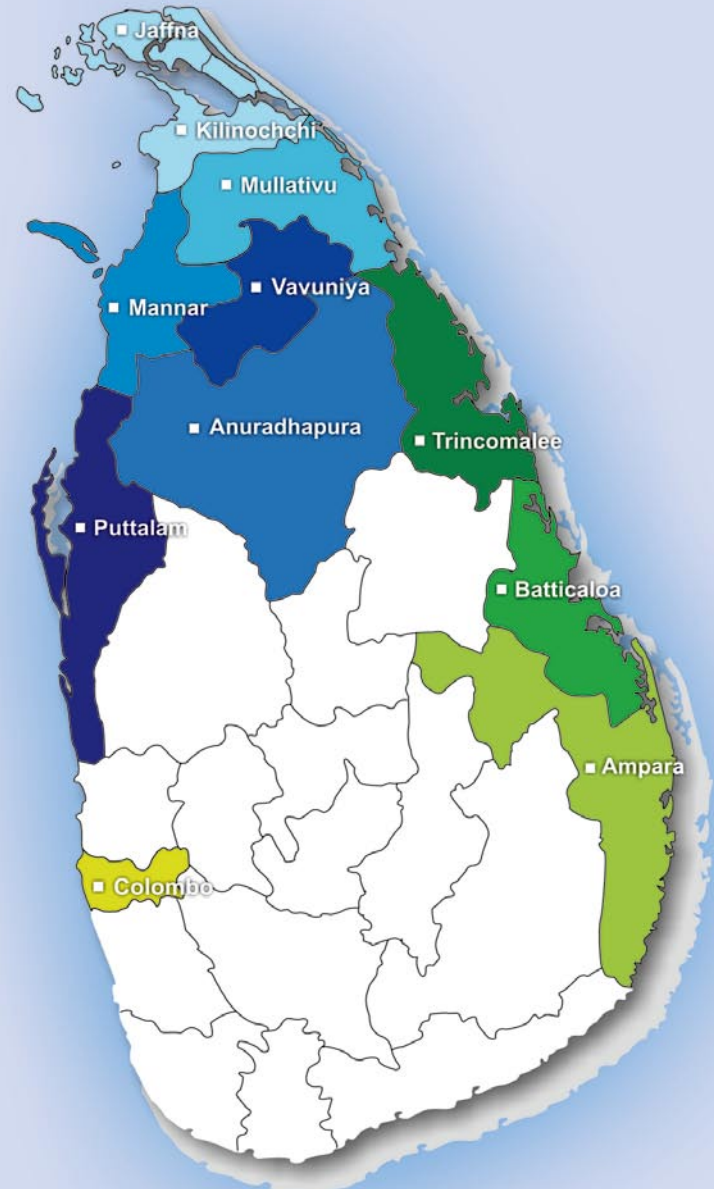 Jaffna
Kilinochchi
Mullativu
Vavuniya
Mannar
Anuradhapura
Trincomalee
Puttalam
Batticaloa
Ampara
Colombo